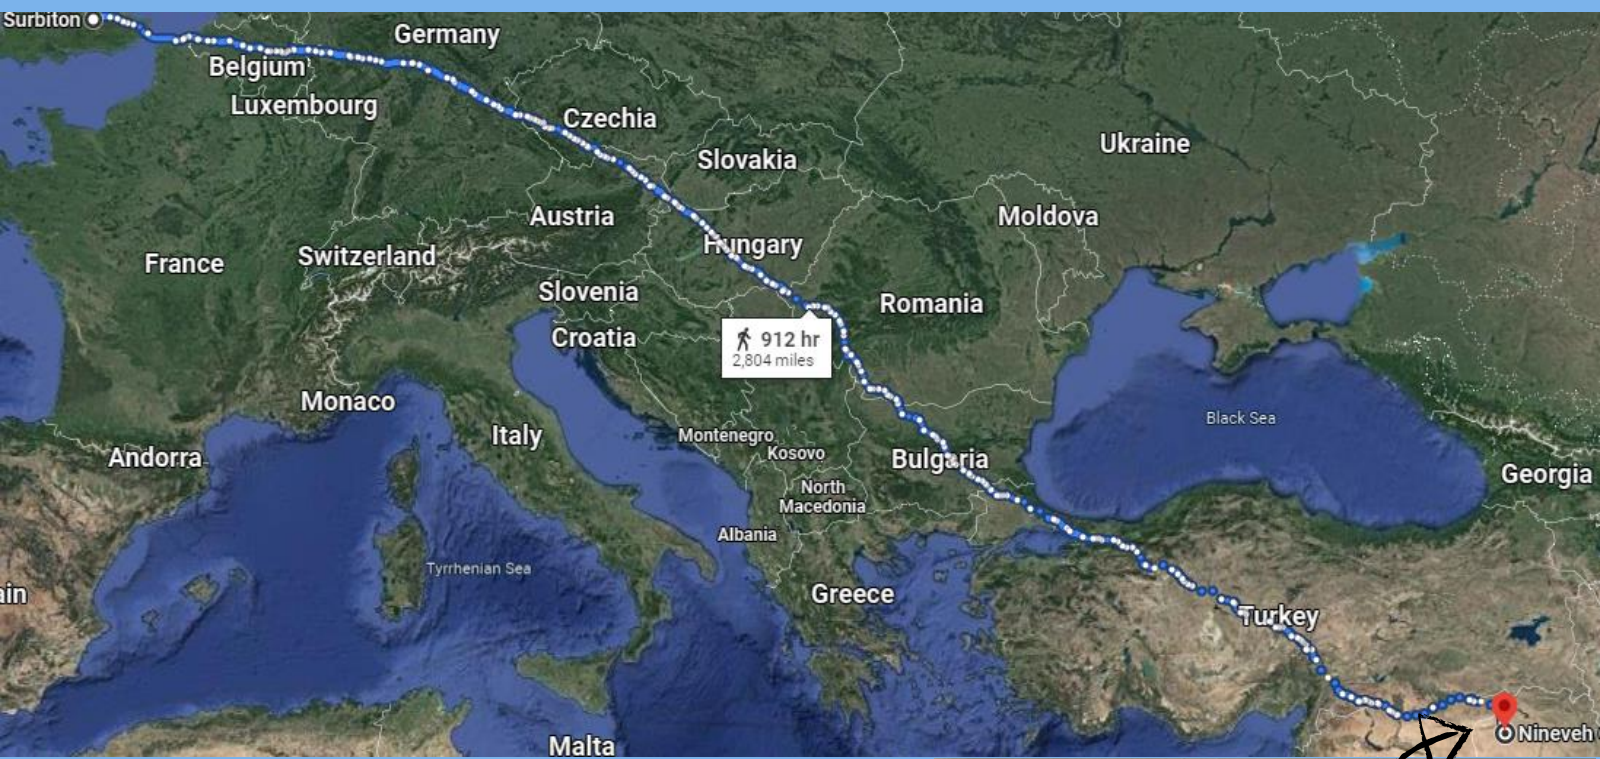 Surbiton
Germany
Belgium
Luxembourg
Czechia
Slovakia
Ukraine
Austria
Moldova
Hungary
Switzerland
France
Slovenia
Romania
Croatia
912 hr
2,804 miles
Monaco
Black Sea
Italy
Montenegro
Kosovo
Andorra
Bulgaria
Georgia
North
Macedonia
Albania
Tyrrhenian Sea
ain
Greece
Turkey
Nineveh
Malta